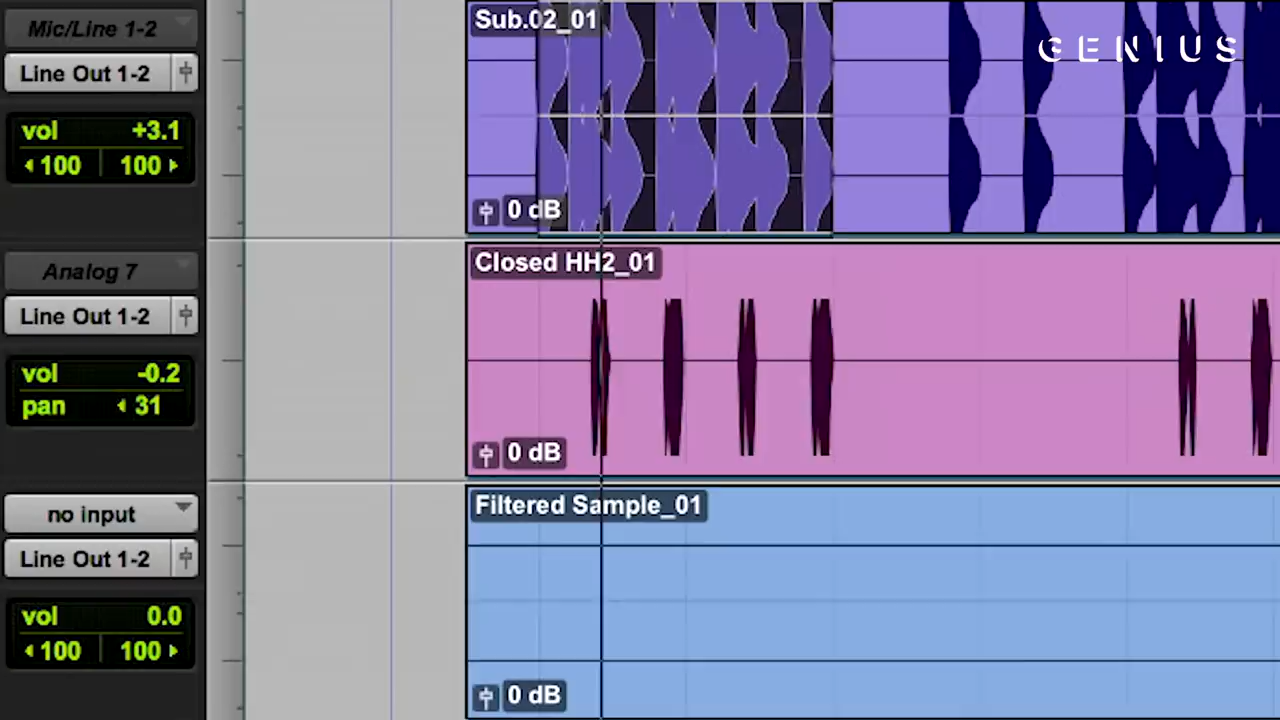 Mic/Line 1-2
Line Out 1-2
vol +3.1
100 100
Sub.02_01
0 dB
GENIUS
Analog 7
Line Out 1-2
vol -0.2
pan 31
Closed HH2_01
0 dB
no input
Line Out 1-2
vol 0.0
100 100
Filtered Sample_01
0 dB